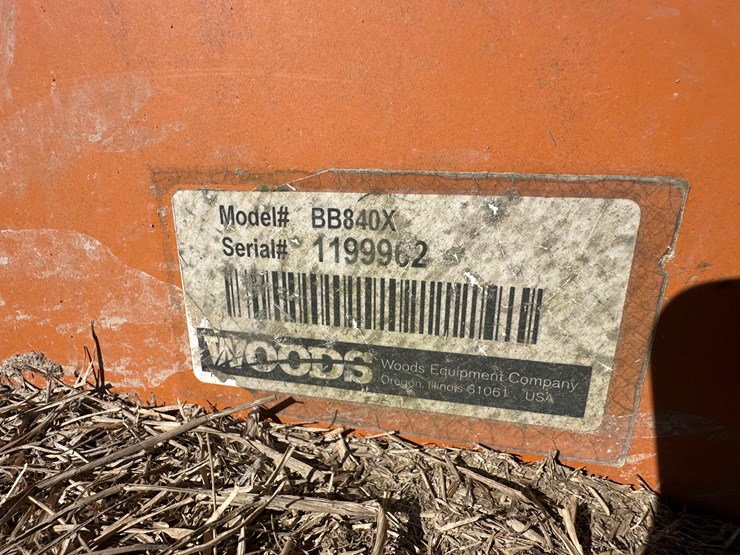 Model# BB840X
Serial# 1199962
WOODS
Woods Equipment Company
Oregon, Illinois 61061 USA